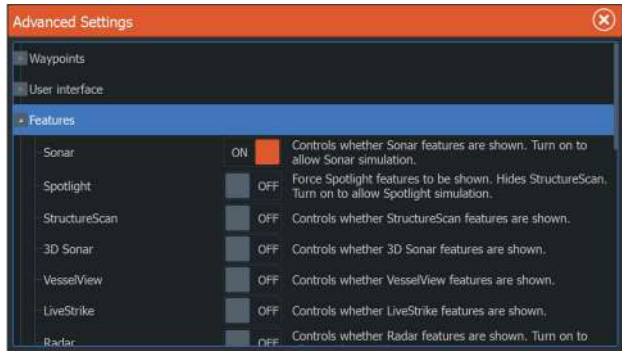 Advanced Settings
Waypoints
User interface
Features
Sonar ON Controls whether Sonar features are shown. Turn on to
allow Sonar simulation.
Spotlight OFF Force Spotlight features to be shown. Hides StructureScan.
Turn on to allow Spotlight simulation.
StructureScan OFF Controls whether StructureScan features are shown.
3D Sonar OFF Controls whether 3D Sonar features are shown.
VesselView OFF Controls whether VesselView features are shown.
LiveStrike OFF Controls whether LiveStrike features are shown.
Radar OFF Controls whether Radar features are shown. Turn on to